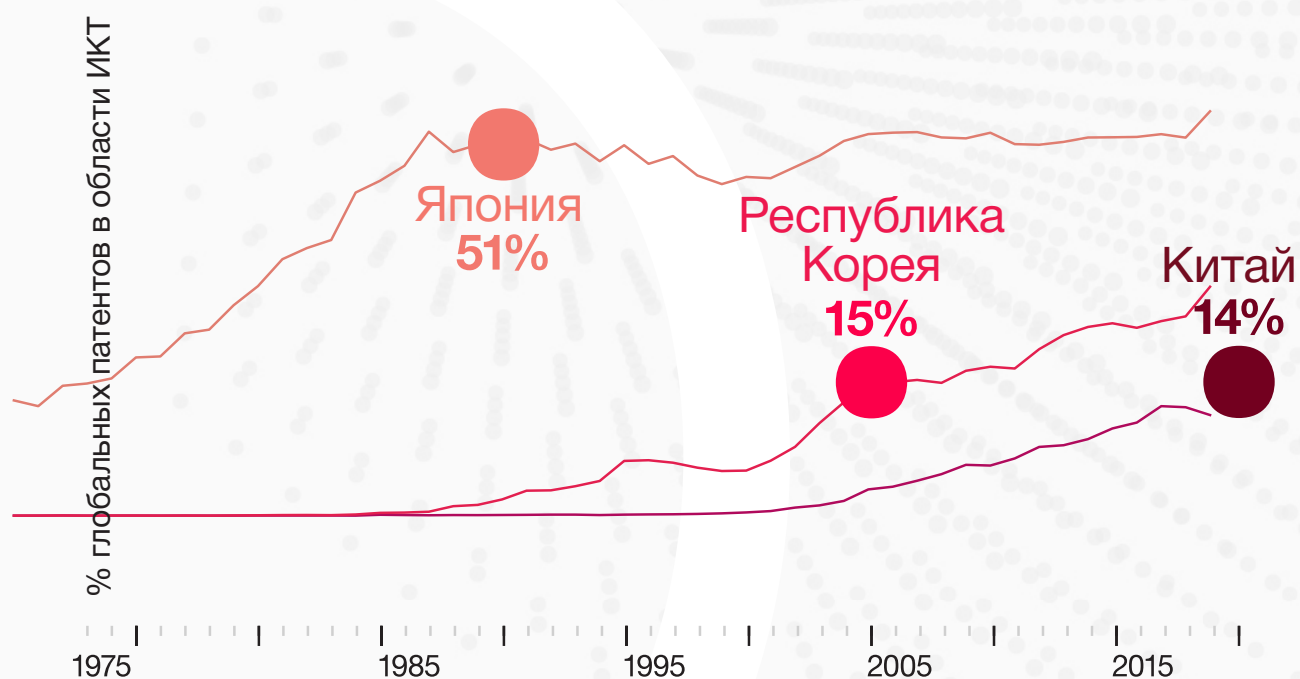 % глобальных патентов в области ИКТ
Япония
51%
Республика
Корея
15%
Китай
14%
1975
1985
1995
2005
2015